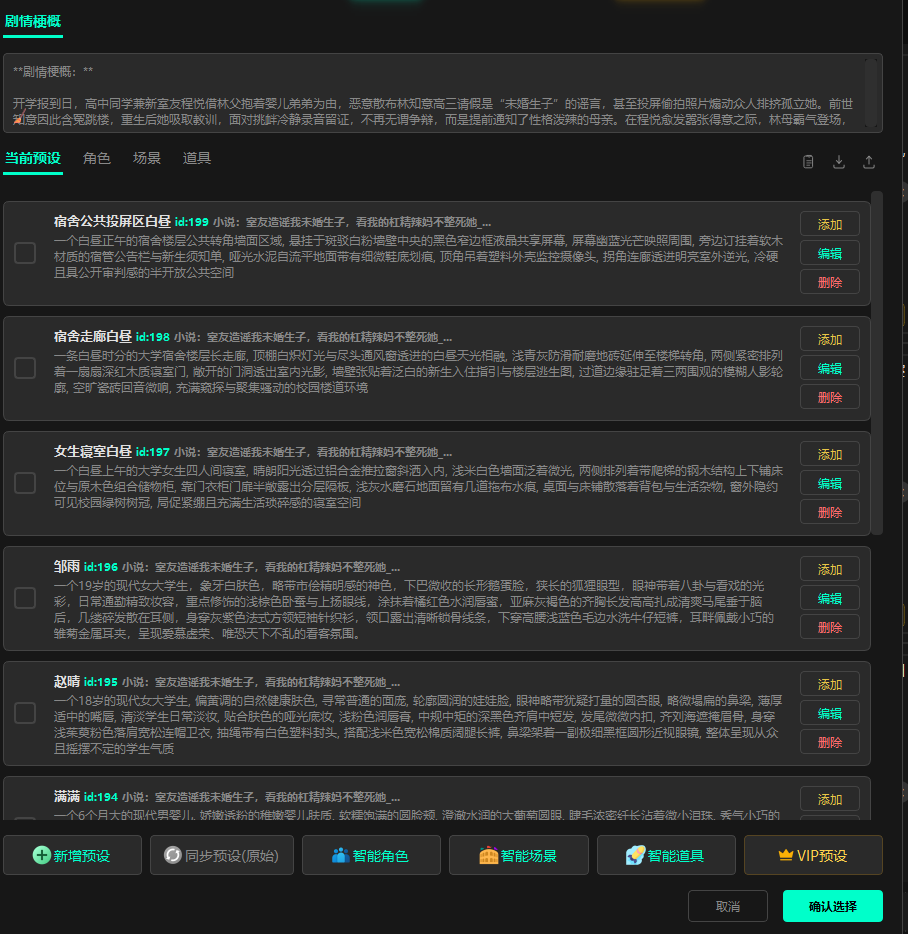 剧情梗概
**剧情梗概：**
开学报到日，高中同学兼新室友程悦借林父抱着婴儿弟弟为由，恶意散布林知意高三请假是“未婚生子”的谣言，甚至投屏偷拍照片煽动众人排挤孤立她。前世
知意因此含冤跳楼，重生后她吸取教训，面对挑衅冷静录音留证，不再无谓争辩，而是提前通知了性格泼辣的母亲。在程悦愈发嚣张得意之际，林母霸气登场，
当前预设 角色 场景 道具
宿舍公共投屏区白昼 id:199 小说：室友造谣我未婚生子，看我的杠精辣妈不整死她_...
一个白昼正午的宿舍楼层公共转角墙面区域, 悬挂于斑驳白粉墙壁中央的黑色窄边框液晶共享屏幕, 屏幕幽蓝光芒映照周围, 旁边订挂着软木
材质的宿管公告栏与新生须知单, 哑光水泥自流平地面带有细微鞋底划痕, 顶角吊着塑料外壳监控摄像头, 拐角连廊透进明亮室外逆光, 冷硬
且具公开审判感的半开放公共空间
添加
编辑
删除
宿舍走廊白昼 id:198 小说：室友造谣我未婚生子，看我的杠精辣妈不整死她_...
一条白昼时分的大学宿舍楼层长走廊, 顶棚白炽灯光与尽头通风窗透进的白昼天光相融, 浅青灰防滑耐磨地砖延伸至楼梯转角, 两侧紧密排列
着一扇扇深红木质寝室门, 敞开的门洞透出室内光影, 墙壁张贴着泛白的新生入住指引与楼层逃生图, 过道边缘驻足着三两围观的模糊人影轮
廓, 空旷瓷砖回音微响, 充满窥探与聚集骚动的校园楼道环境
添加
编辑
删除
女生寝室白昼 id:197 小说：室友造谣我未婚生子，看我的杠精辣妈不整死她_...
一个白昼上午的大学女生四人间寝室, 晴朗阳光透过铝合金推拉窗斜洒入内, 浅米白色墙面泛着微光, 两侧排列着带爬梯的钢木结构上下铺床
位与原木色组合储物柜, 靠门衣柜门扉半敞露出分层隔板, 浅灰水磨石地面留有几道拖布水痕, 桌面与床铺散落着背包与生活杂物, 窗外隐约
可见校园绿树树冠, 局促紧绷且充满生活琐碎感的寝室空间
添加
编辑
删除
邹雨 id:196 小说：室友造谣我未婚生子，看我的杠精辣妈不整死她_...
一个19岁的现代女大学生，象牙白肤色，略带市侩精明感的神色，下巴微收的长形鹅蛋脸，狭长的狐狸眼型，眼神带着八卦与看戏的光
彩，日常通勤精致妆容，重点修饰的浅棕色卧蚕与上扬眼线，涂抹着橘红色水润唇蜜，亚麻灰褐色的齐胸长发高高扎成清爽马尾垂于脑
后，几缕碎发散在耳侧，身穿灰紫色法式方领短袖针织衫，领口露出清晰锁骨线条，下穿高腰浅蓝色毛边水洗牛仔短裤，耳畔佩戴小巧的
雏菊金属耳夹，呈现爱慕虚荣、唯恐天下不乱的看客氛围。
添加
编辑
删除
赵晴 id:195 小说：室友造谣我未婚生子，看我的杠精辣妈不整死她_...
一个18岁的现代女大学生, 偏黄调的自然健康肤色, 寻常普通的面庞, 轮廓圆润的娃娃脸, 眼神略带犹疑打量的圆杏眼, 略微塌扁的鼻梁, 薄厚
适中的嘴唇, 清淡学生日常淡妆, 贴合肤色的哑光底妆, 浅粉色润唇膏, 中规中矩的深黑色齐肩中短发, 发尾微微内扣, 齐刘海遮掩眉骨, 身穿
浅茱萸粉色落肩宽松连帽卫衣, 抽绳带有白色塑料封头, 搭配浅米色宽松棉质阔腿长裤, 鼻梁架着一副极细黑框圆形近视眼镜, 整体呈现从众
且摇摆不定的学生气质
添加
编辑
删除
满满 id:194 小说：室友造谣我未婚生子，看我的杠精辣妈不整死她_...
一个6个月大的现代男婴儿, 娇嫩透粉的稚嫩婴儿肤质, 软糯饱满的圆脸颊, 澄澈水润的大葡萄圆眼, 睫毛浓密纤长沾着微小泪珠, 秀气小巧的
添加
新增预设 同步预设(原始) 智能角色 智能场景 智能道具 VIP预设
取消 确认选择